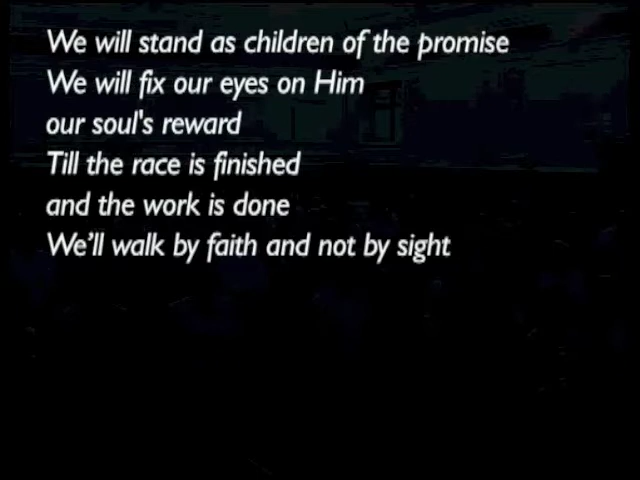 We will stand as children of the promise
We will fix our eyes on Him
our soul's reward
Till the race is finished
and the work is done
We’ll walk by faith and not by sight